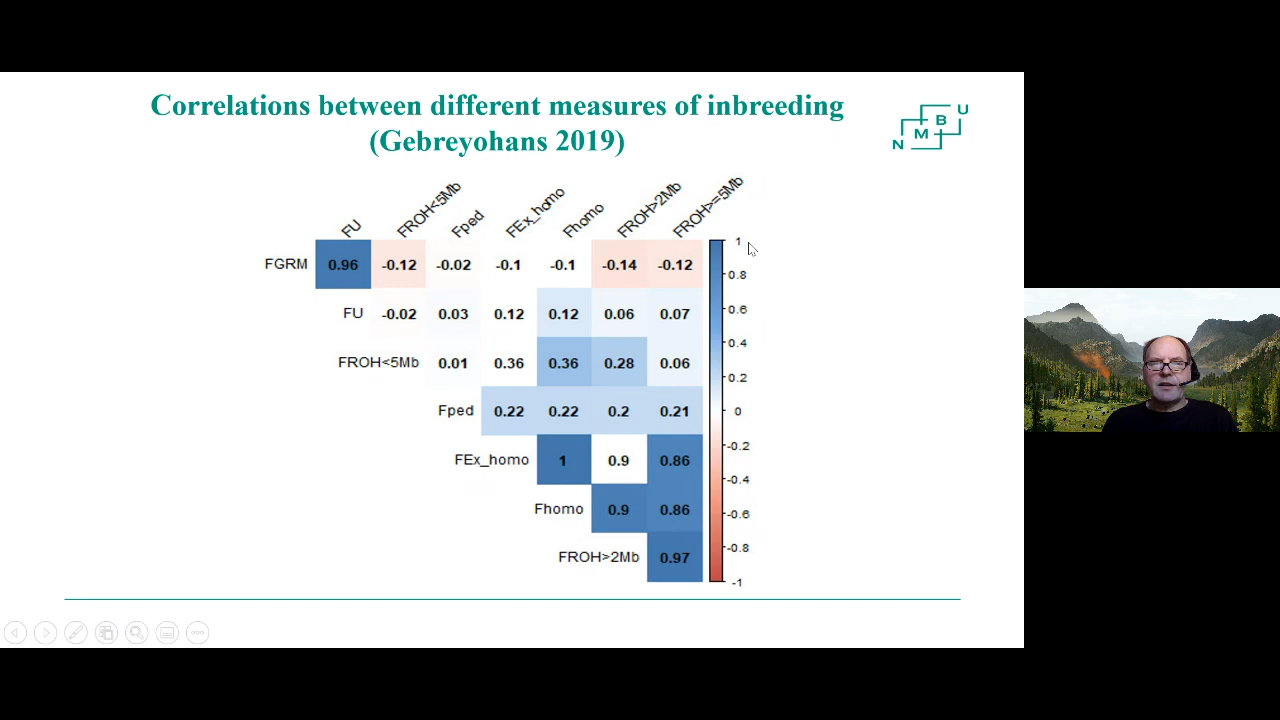 Correlations between different measures of inbreeding
(Gebreyohans 2019)
N M B U
FU FROH<5Mb Fped FEx_homo Fhomo FROH>2Mb FROH>=5Mb
FGRM 0.96 -0.12 -0.02 -0.1 -0.1 -0.14 -0.12
FU -0.02 0.03 0.12 0.12 0.06 0.07
FROH<5Mb 0.01 0.36 0.36 0.28 0.06
Fped 0.22 0.22 0.2 0.21
FEx_homo 1 0.9 0.86
Fhomo 0.9 0.86
FROH>2Mb 0.97
1
0.8
0.6
0.4
0.2
0
-0.2
-0.4
-0.6
-0.8
-1